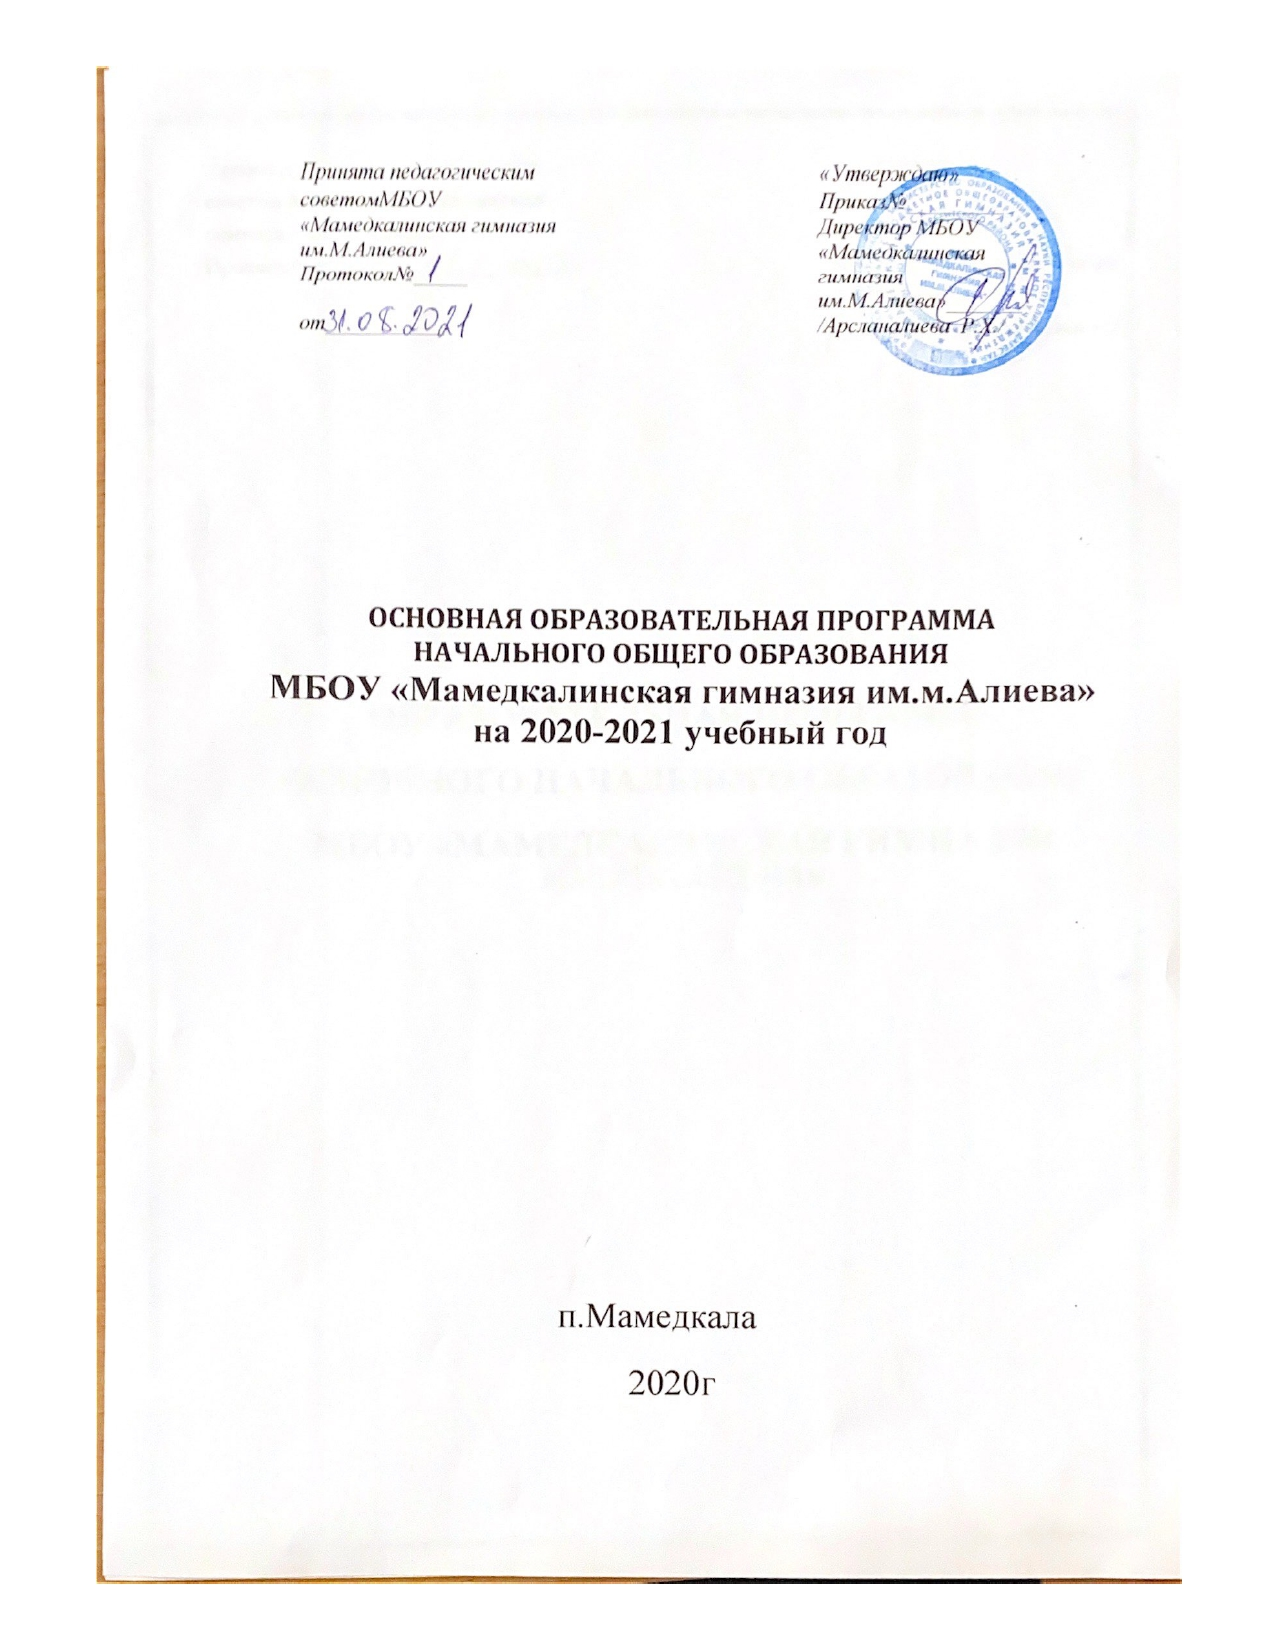 Принята педагогическим
советомМБОУ
«Мамедкалинская гимназия
им.М.Алиева»
Протокол№ 1
от31.08.2021
«Утверждаю»
Приказ№
Директор МБОУ
«Мамедкалинская
гимназия
им.М.Алиева»
/Арсланалиева Р.Х./
ОСНОВНАЯ ОБРАЗОВАТЕЛЬНАЯ ПРОГРАММА
НАЧАЛЬНОГО ОБЩЕГО ОБРАЗОВАНИЯ
МБОУ «Мамедкалинская гимназия им.м.Алиева»
на 2020-2021 учебный год
п.Мамедкала
2020г